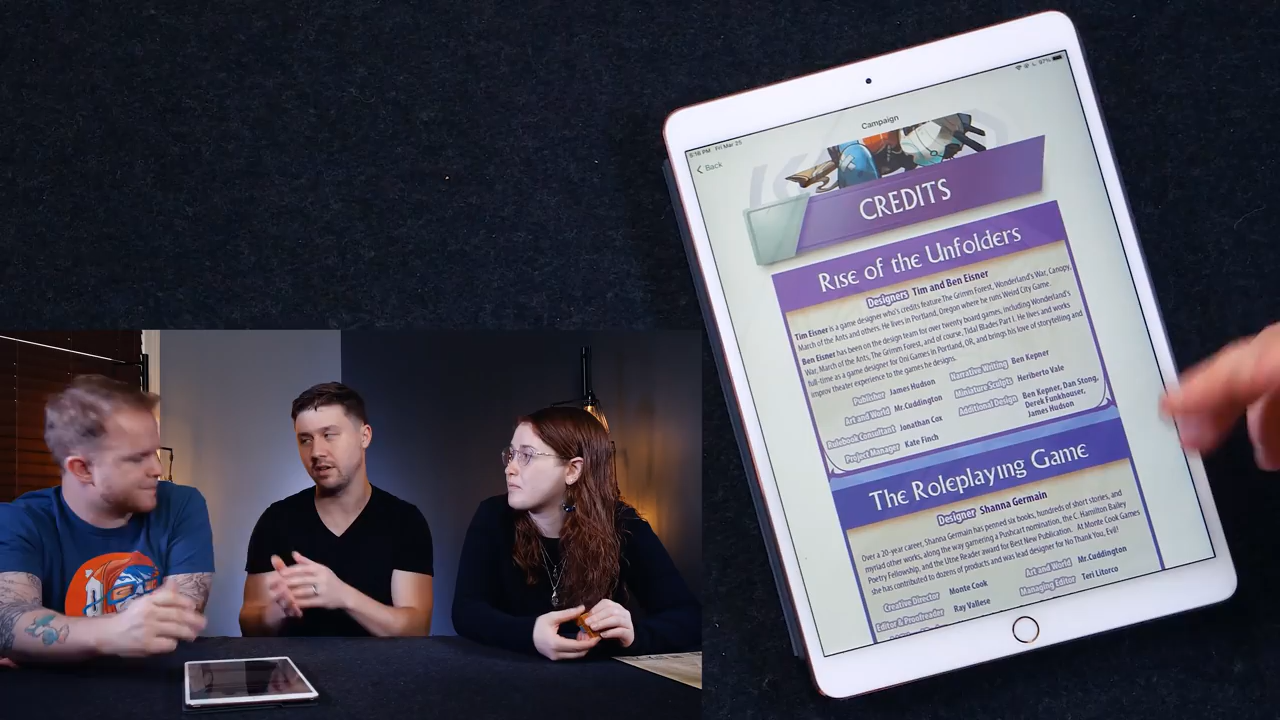 5:16 PM Fri Mar 25
97%
Campaign
Back
CREDITS
Rise of the Unfolders
Designers Tim and Ben Eisner
Tim Eisner is a game designer who's credits feature The Grimm Forest, Wonderland's War, Canopy,
March of the Ants and others. He lives in Portland, Oregon where he runs Weird City Game.
Ben Eisner has been on the design team for over twenty board games, including Wonderland's
War, March of the Ants, The Grimm Forest, and of course, Tidal Blades Part I. He lives and works
full-time as a game designer for Oni Games in Portland, OR, and brings his love of storytelling and
improv theater experience to the games he designs.
Publisher James Hudson
Art and World Mr.Cuddington
Rulebook Consultant Jonathan Cox
Project Manager Kate Finch
Narrative Writing Ben Kepner
Miniature Sculpts Heriberto Vale
Additional Design Ben Kepner, Dan Stong,
Derek Funkhouser,
James Hudson
The Roleplaying Game
Designer Shanna Germain
Over a 20-year career, Shanna Germain has penned six books, hundreds of short stories, and
myriad other works, along the way garnering a Pushcart nomination, the C. Hamilton Bailey
Poetry Fellowship, and the Utne Reader award for Best New Publication. At Monte Cook Games
she has contributed to dozens of products and was lead designer for No Thank You, Evil!
Creative Director Monte Cook
Editor & Proofreader Ray Vallese
Art and World Mr.Cuddington
Managing Editor Teri Litorco